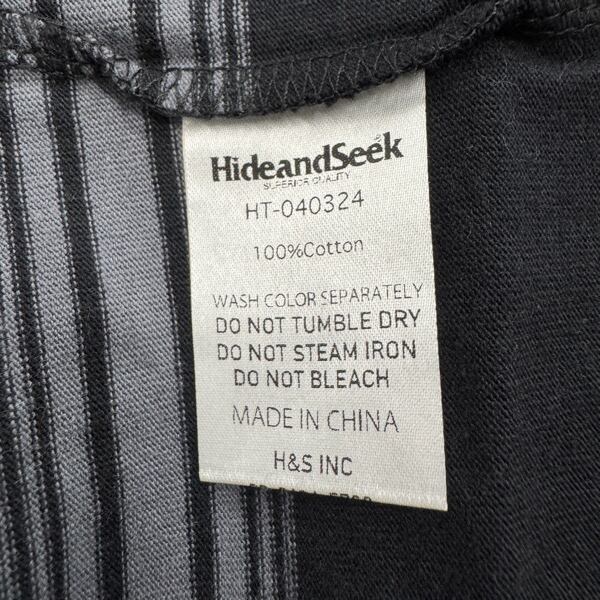 HideandSeek
SUPERIOR QUALITY
HT-040324
100%Cotton
WASH COLOR SEPARATELY
DO NOT TUMBLE DRY
DO NOT STEAM IRON
DO NOT BLEACH
MADE IN CHINA
H&S INC